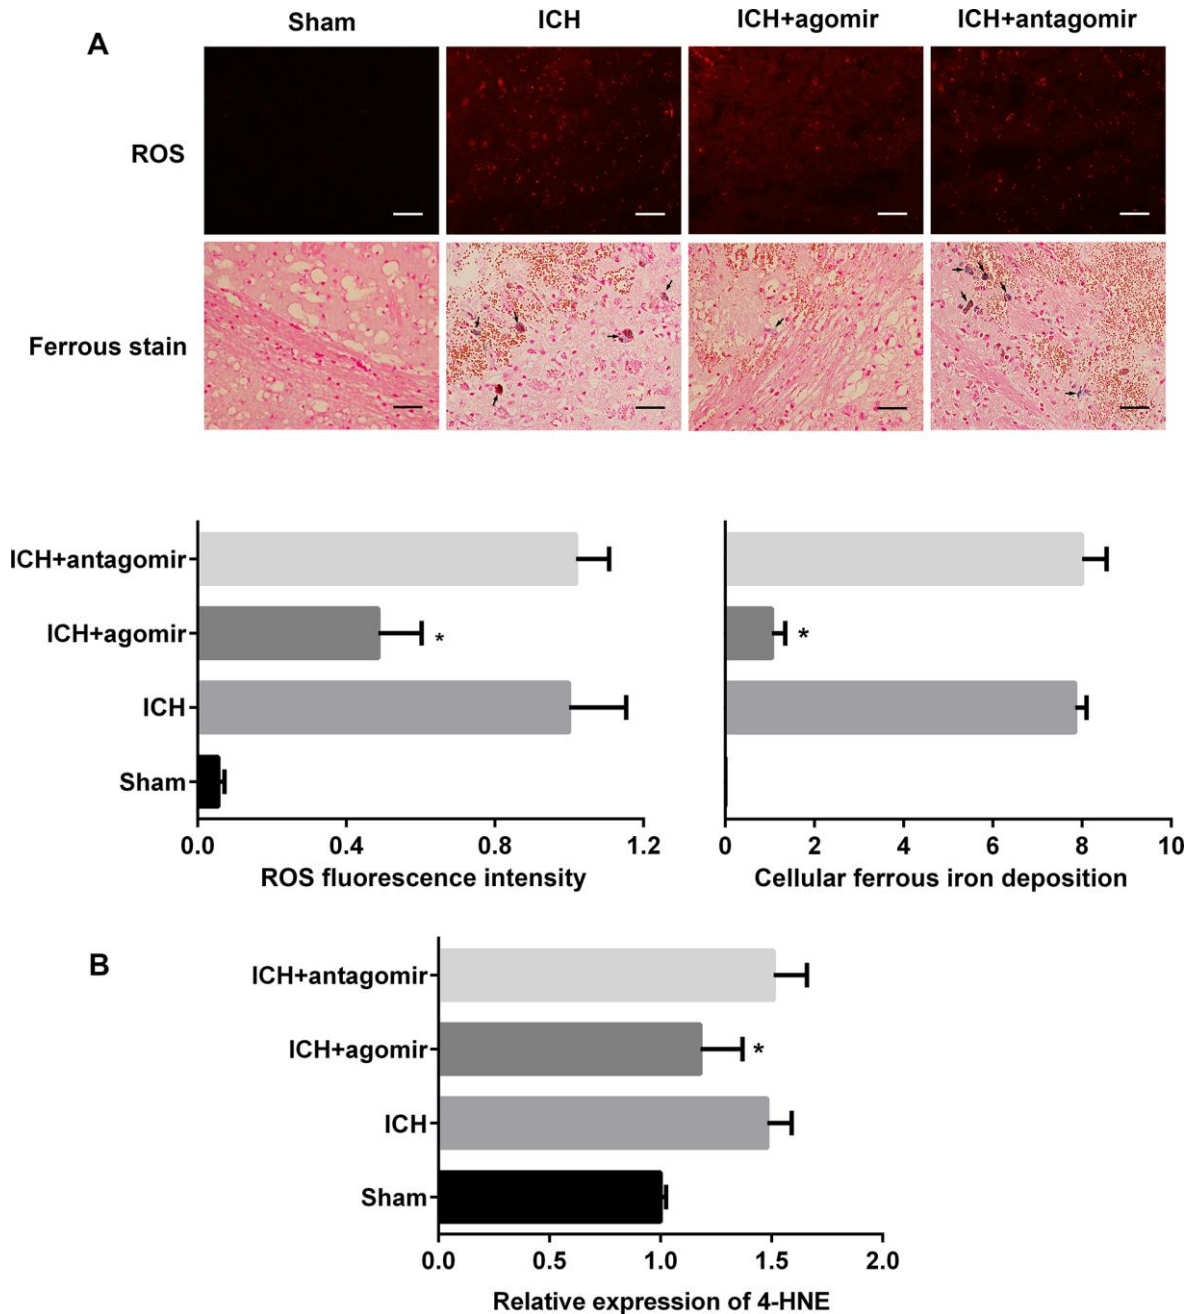 A
Sham ICH ICH+agomir ICH+antagomir
ROS
Ferrous stain
ICH+antagomir
ICH+agomir *
ICH
Sham
0.0 0.4 0.8 1.2
ROS fluorescence intensity
*
0 2 4 6 8 10
Cellular ferrous iron deposition
B
ICH+antagomir
ICH+agomir *
ICH
Sham
0.0 0.5 1.0 1.5 2.0
Relative expression of 4-HNE